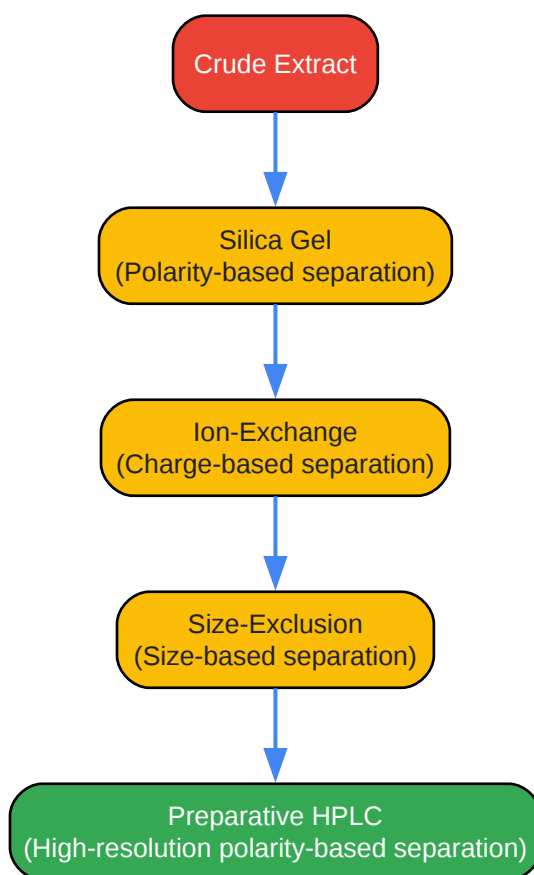 Crude Extract
Silica Gel
(Polarity-based separation)
Ion-Exchange
(Charge-based separation)
Size-Exclusion
(Size-based separation)
Preparative HPLC
(High-resolution polarity-based separation)